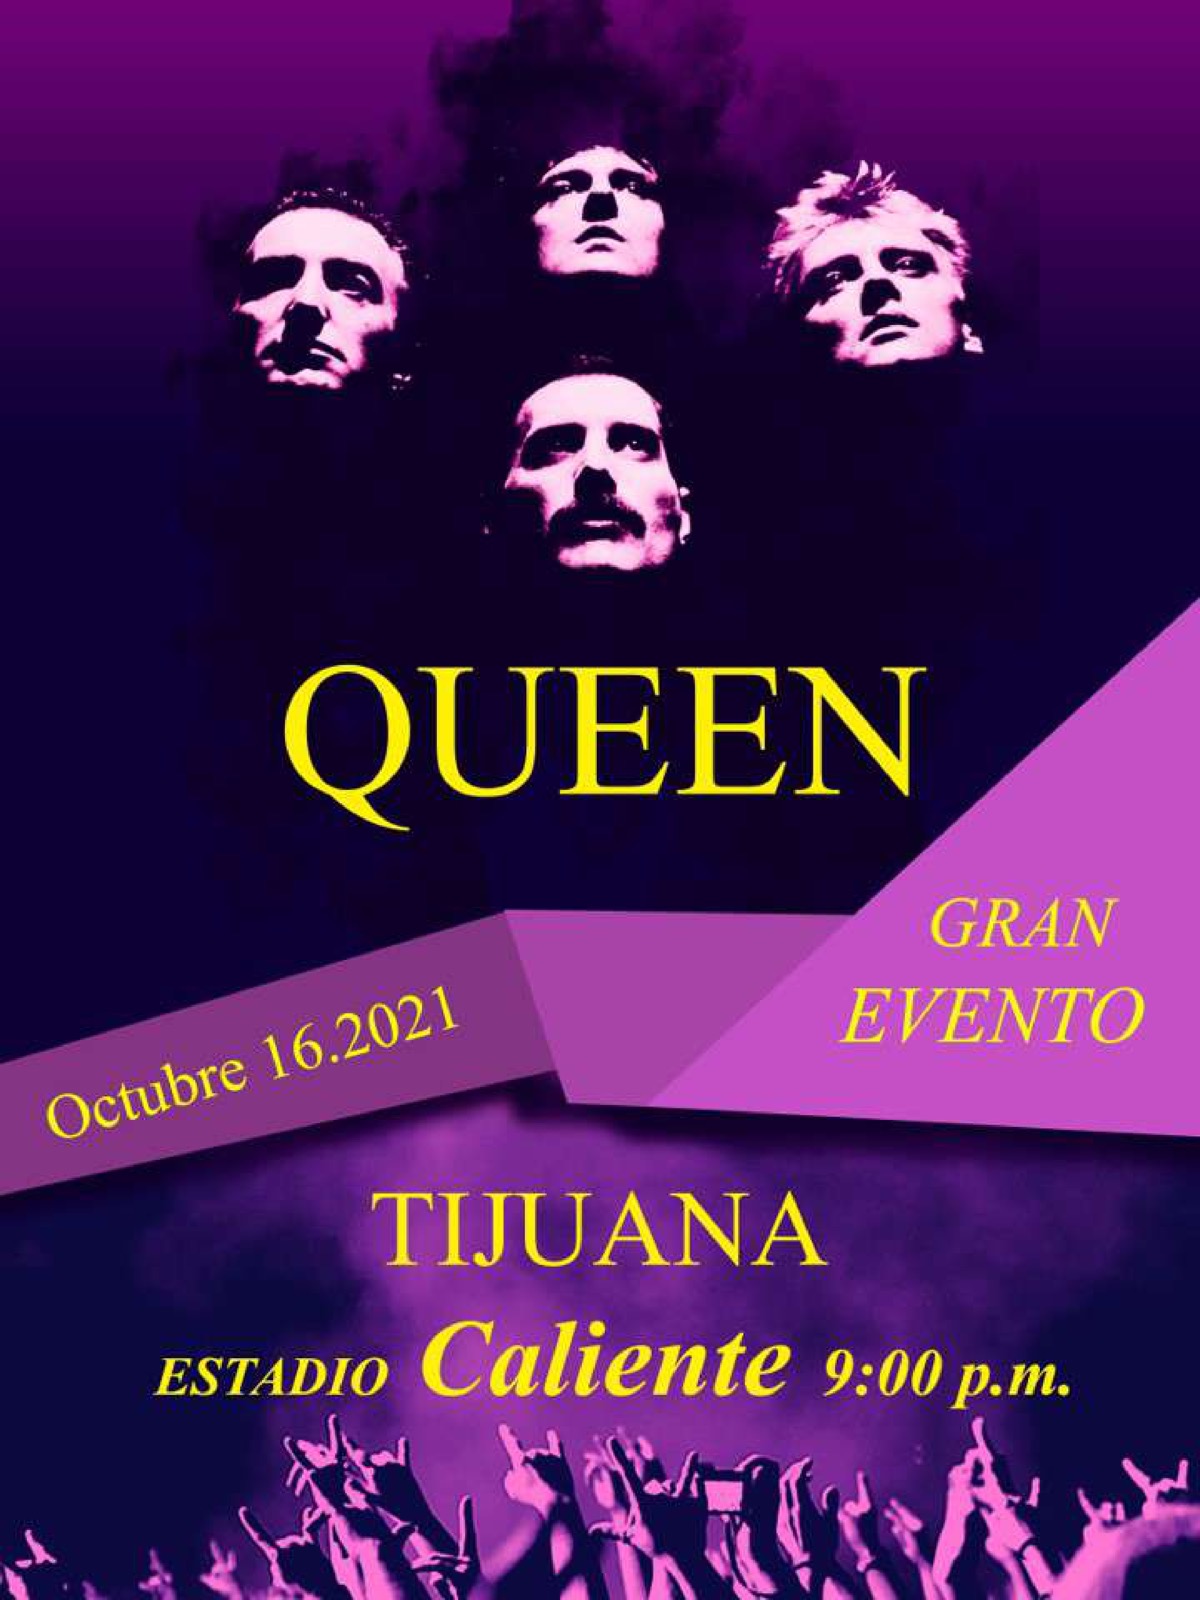 QUEEN
GRAN
EVENTO
Octubre 16.2021
TIJUANA
ESTADIO Caliente 9:00 p.m.